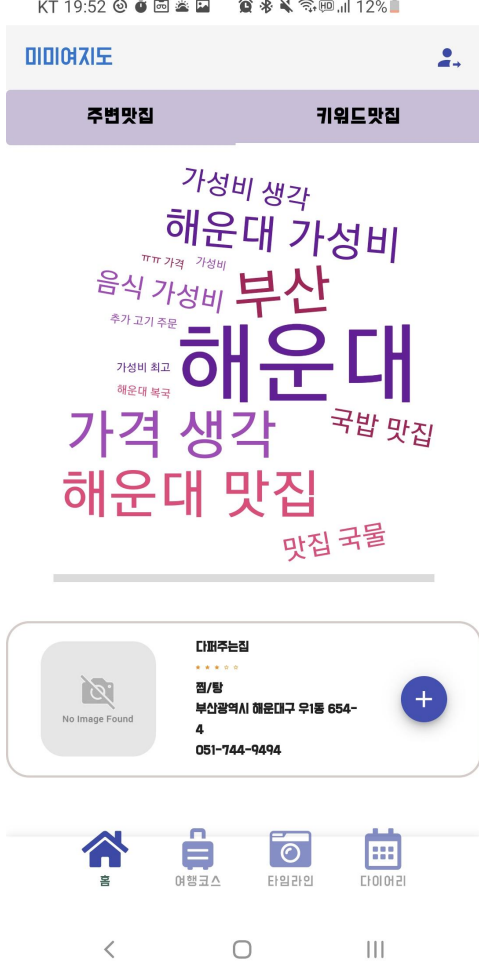 KT 19:52 12%
미미여지도
주변맛집 키워드맛집
가성비 생각
해운대 가성비
ㅠㅠ 가격 가성비
음식 가성비 부산
추가 고기 주문
해운대
가성비 최고
해운대 복국
가격 생각 국밥 맛집
해운대 맛집
맛집 국물
No Image Found
다퍼주는집
찜/탕
부산광역시 해운대구 우1동 654-
4
051-744-9494
홈 여행코스 타임라인 다이어리